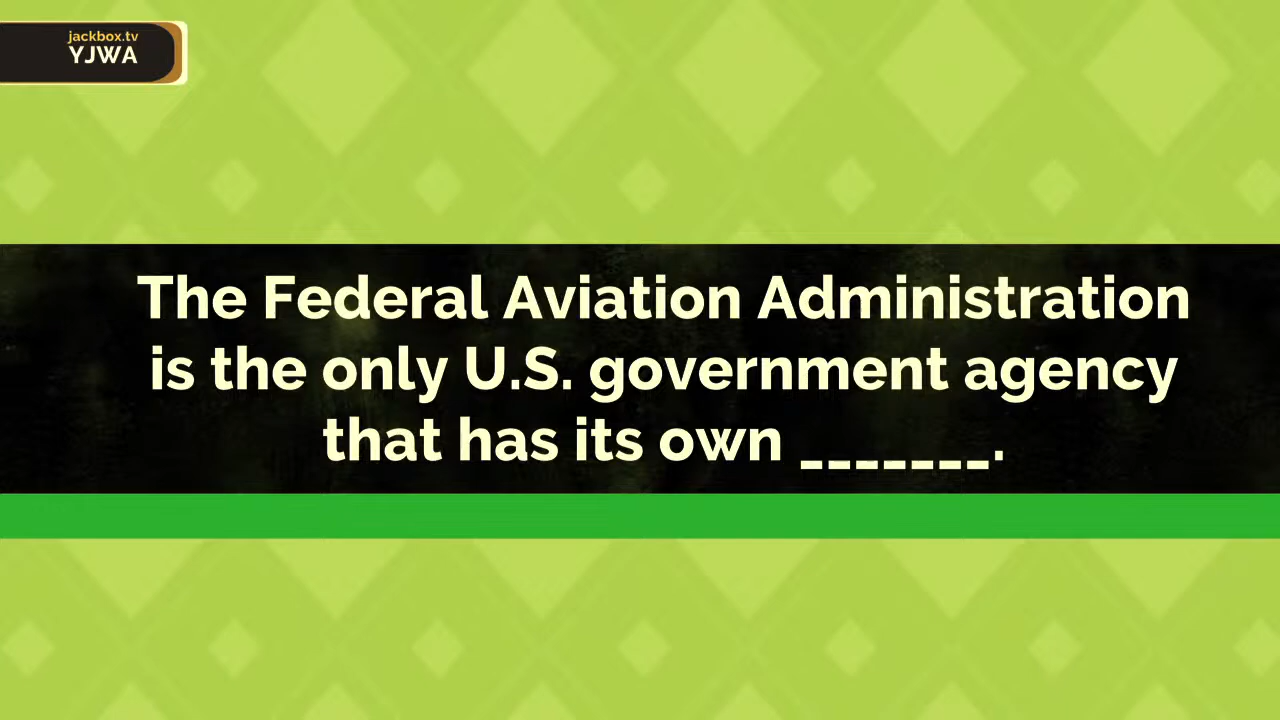 jackbox.tv
YJWA
The Federal Aviation Administration
is the only U.S. government agency
that has its own _______.